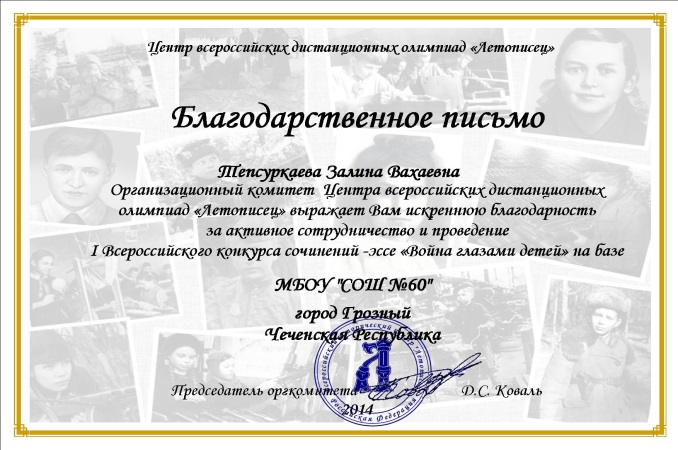 Центр всероссийских дистанционных олимпиад «Летописец»
Благодарственное письмо
Тепсуркаева Залина Вахаевна
Организационный комитет Центра всероссийских дистанционных
олимпиад «Летописец» выражает Вам искреннюю благодарность
за активное сотрудничество и проведение
I Всероссийского конкурса сочинений -эссе «Война глазами детей» на базе
МБОУ "СОШ №60"
город Грозный
Чеченская Республика
Председатель оргкомитета Д.С. Коваль
2014
Российская Федерация